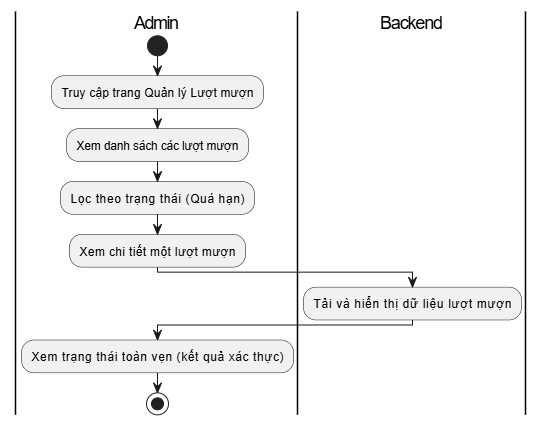 Admin
Backend
Truy cập trang Quản lý Lượt mượn
Xem danh sách các lượt mượn
Lọc theo trạng thái (Quá hạn)
Xem chi tiết một lượt mượn
Tải và hiển thị dữ liệu lượt mượn
Xem trạng thái toàn vẹn (kết quả xác thực)